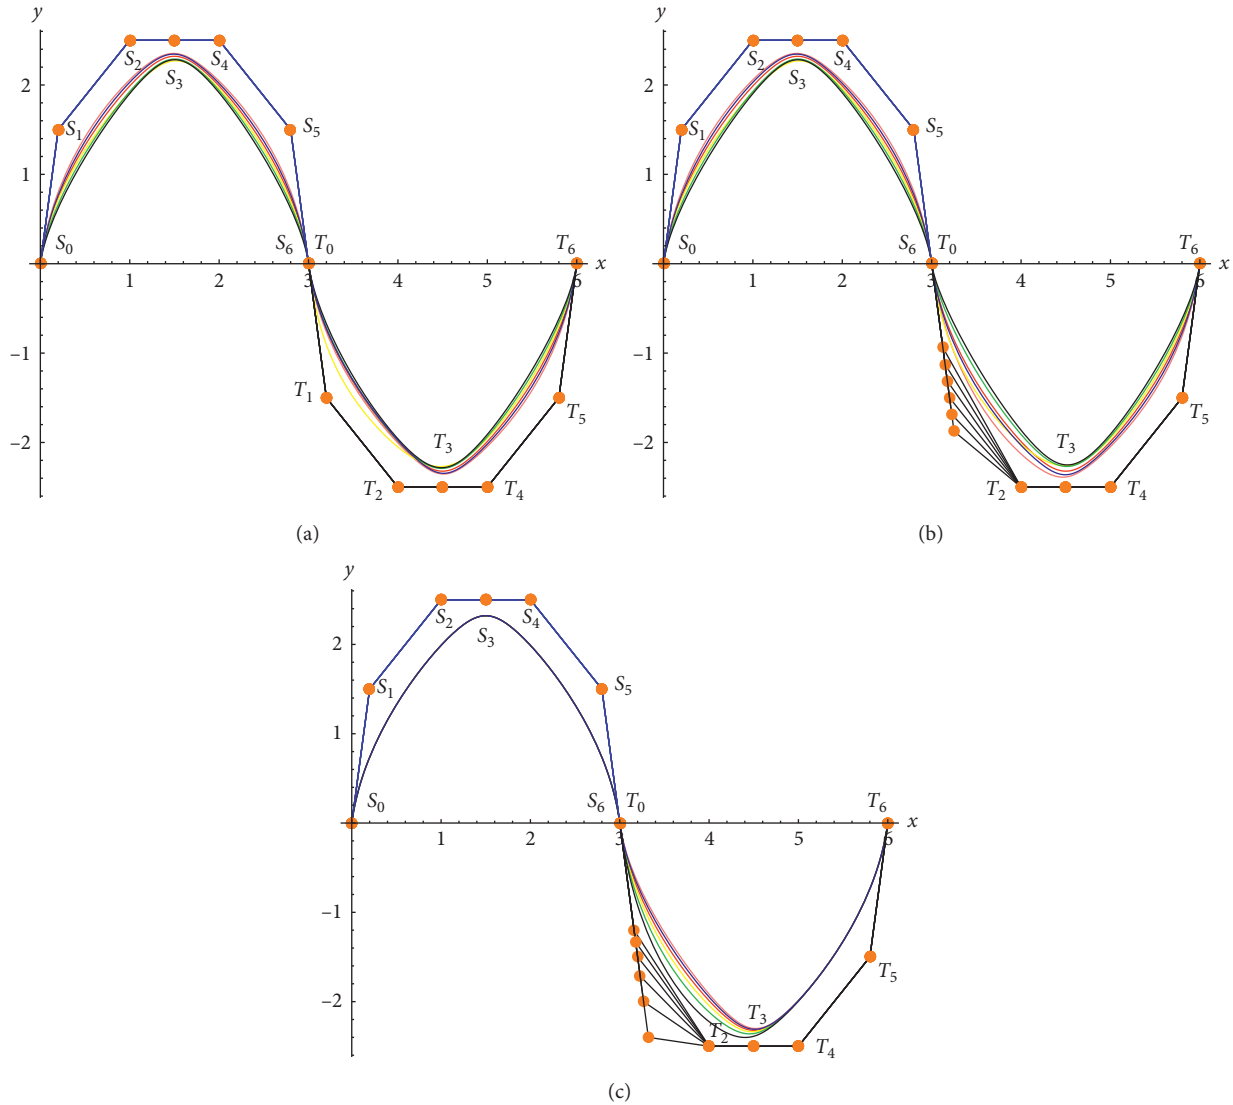 y
2
1
−1
−2
S₂ S₄
S₃
S₁ S₅
S₀ S₆ T₀ T₆
x
1 2 3 4 5 6
T₁ T₃ T₅
T₂ T₄
(a)
y
2
1
−1
−2
S₂ S₄
S₃
S₁ S₅
S₀ S₆ T₀ T₆
x
1 2 3 4 5 6
T₃ T₅
T₂ T₄
(b)
y
2
1
−1
−2
S₂ S₄
S₃
S₁ S₅
S₀ S₆ T₀ T₆
x
1 2 3 4 5 6
T₅
T₃
T₂ T₄
(c)